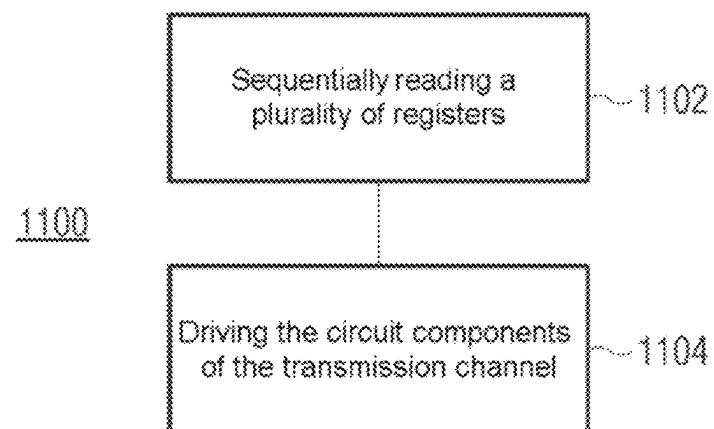 Sequentially reading a
plurality of registers
1102
1100
Driving the circuit components
of the transmission channel
1104